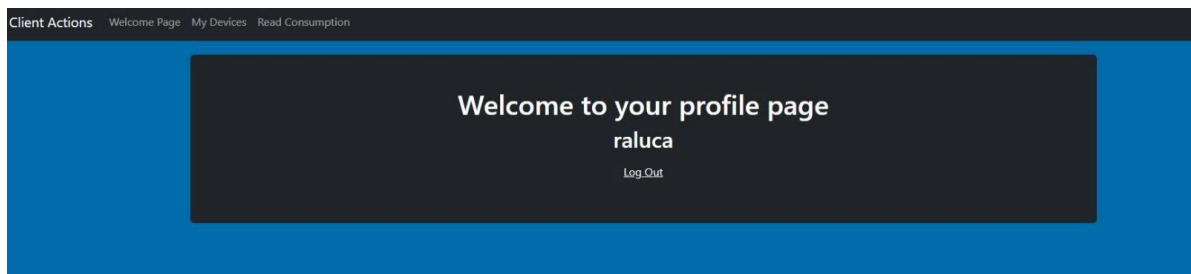 Client Actions Welcome Page My Devices Read Consumption
Welcome to your profile page
raluca
Log Out